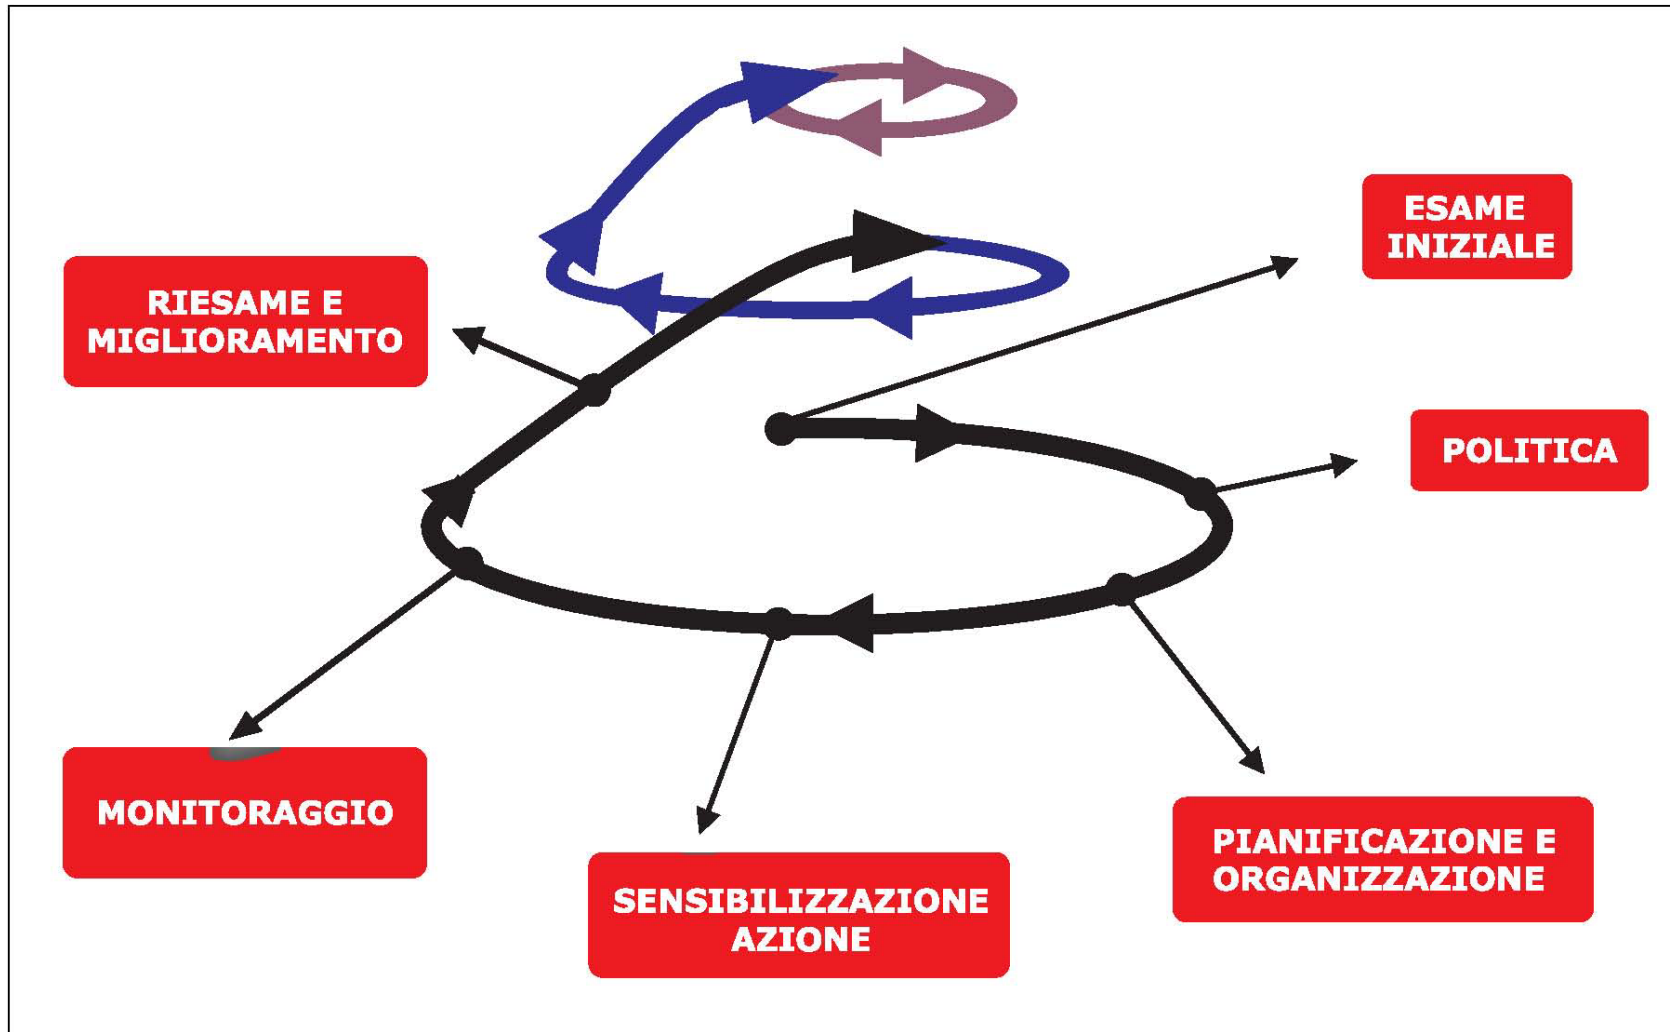 ESAME
INIZIALE
POLITICA
PIANIFICAZIONE E
ORGANIZZAZIONE
SENSIBILIZZAZIONE
AZIONE
MONITORAGGIO
RIESAME E
MIGLIORAMENTO